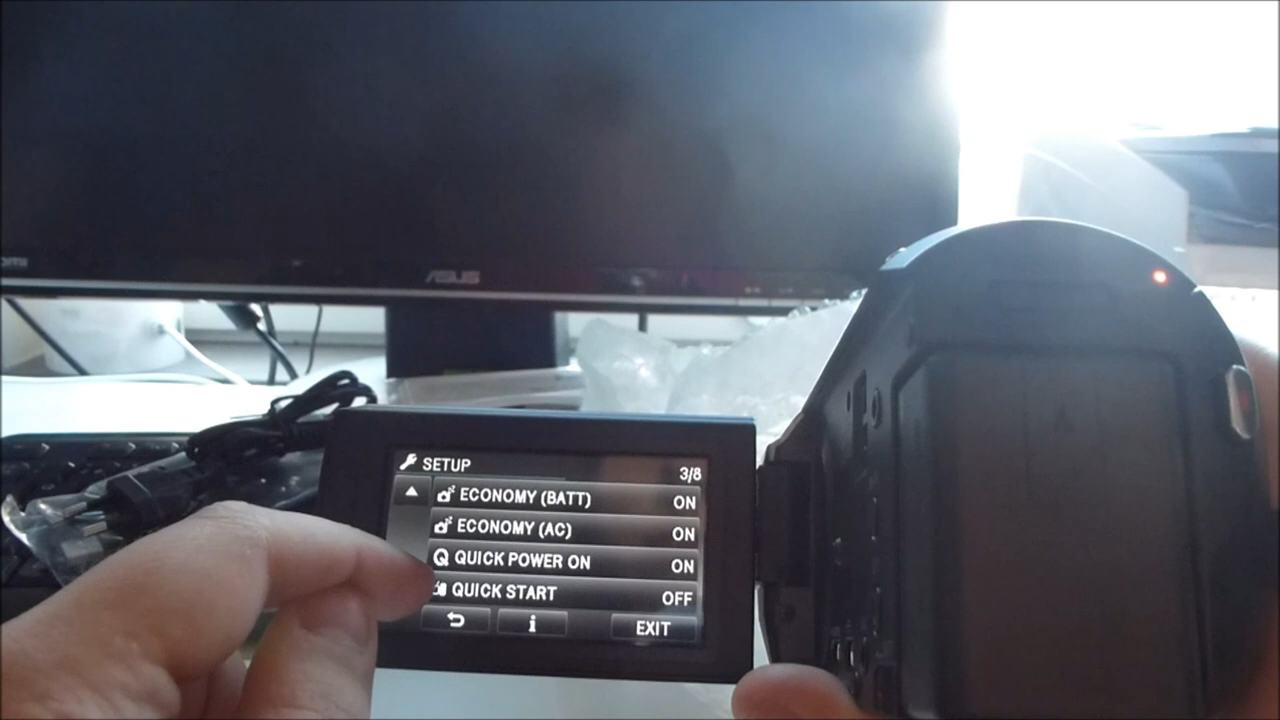 ASUS
SETUP 3/8
ECONOMY (BATT) ON
ECONOMY (AC) ON
QUICK POWER ON ON
QUICK START OFF
i EXIT